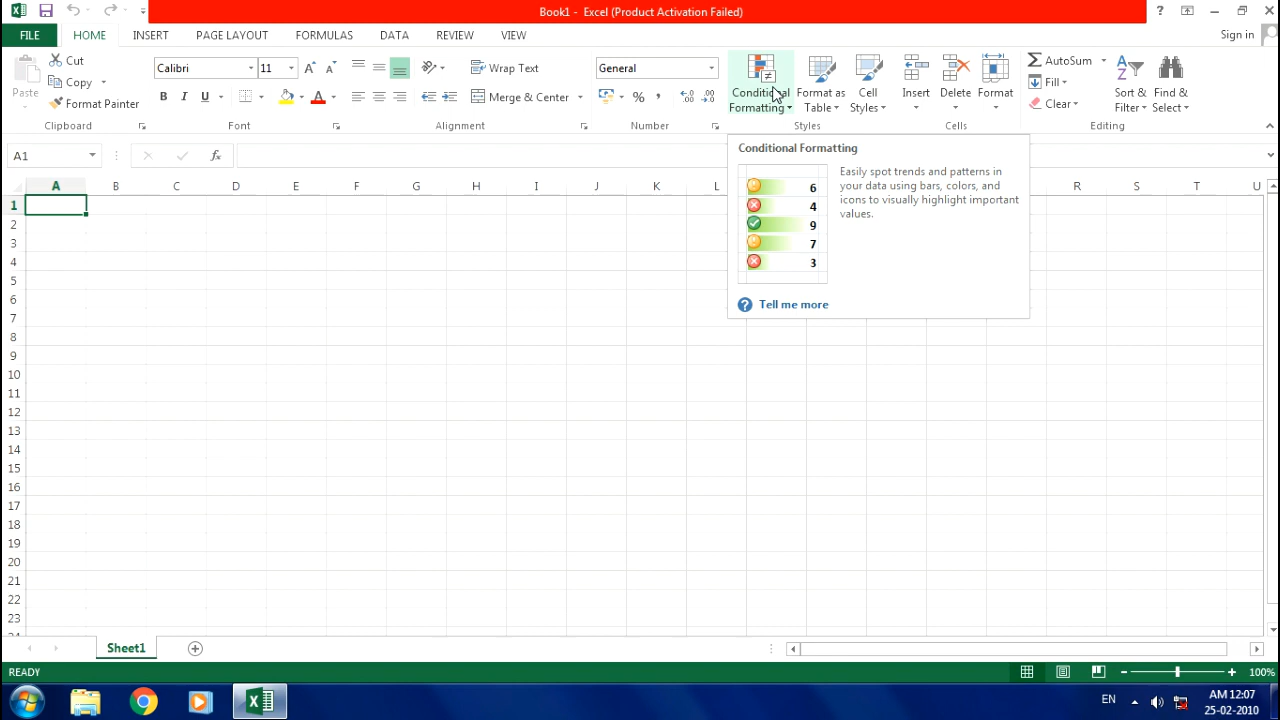 Book1 - Excel (Product Activation Failed)
?
FILE HOME INSERT PAGE LAYOUT FORMULAS DATA REVIEW VIEW Sign in
Paste
Cut
Copy
Format Painter
Clipboard
Calibri 11
B I U A
Font
Wrap Text
Merge & Center
Alignment
General
% ,
Number
Conditional
Formatting
Format as
Table
Cell
Styles
Styles
Insert
Delete
Format
Cells
AutoSum
Fill
Clear
Sort &
Filter
Find &
Select
Editing
A1 fx
Conditional Formatting
6
4
9
7
3
Easily spot trends and patterns in
your data using bars, colors, and
icons to visually highlight important
values.
Tell me more
A B C D E F G H I J K L R S T U
1
2
3
4
5
6
7
8
9
10
11
12
13
14
15
16
17
18
19
20
21
22
23
24
Sheet1
READY 100%
EN AM 12:07
25-02-2010